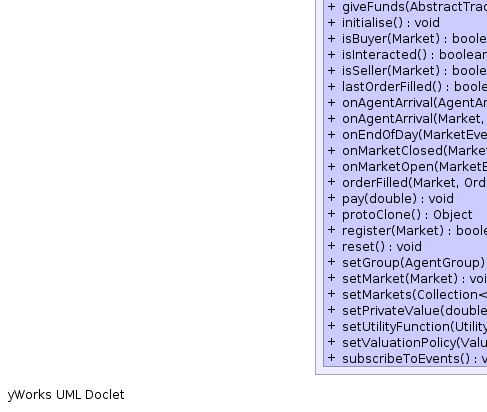 + giveFunds(AbstractTrad
+ initialise() : void
+ isBuyer(Market) : boole
+ isInteracted() : boolean
+ isSeller(Market) : boole
+ lastOrderFilled() : boole
+ onAgentArrival(AgentAr
+ onAgentArrival(Market,
+ onEndOfDay(MarketEve
+ onMarketClosed(Marke
+ onMarketOpen(MarketE
+ orderFilled(Market, Ord
+ pay(double) : void
+ protoClone() : Object
+ register(Market) : boole
+ reset() : void
+ setGroup(AgentGroup)
+ setMarket(Market) : voi
+ setMarkets(Collection<
+ setPrivateValue(double
+ setUtilityFunction(Utility
+ setValuationPolicy(Valu
+ subscribeToEvents() : v
yWorks UML Doclet